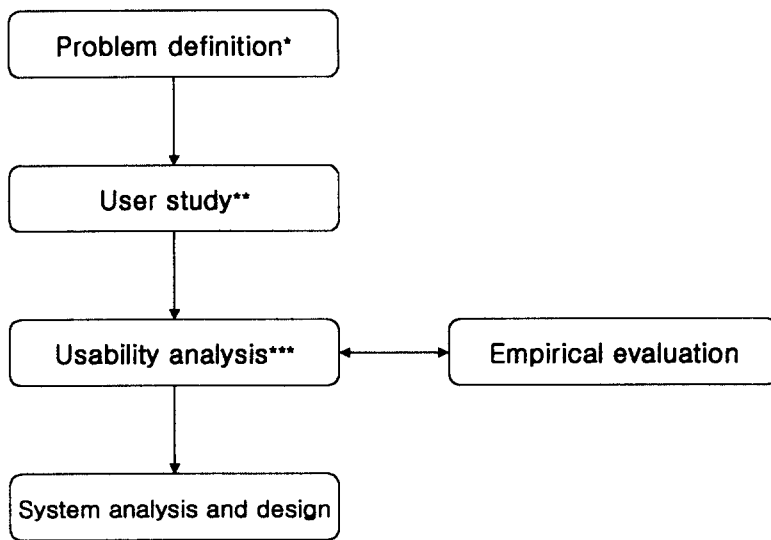 Problem definition*
User study**
Usability analysis***
Empirical evaluation
System analysis and design